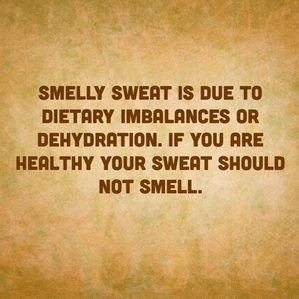 SMELLY SWEAT IS DUE TO
DIETARY IMBALANCES OR
DEHYDRATION. IF YOU ARE
HEALTHY YOUR SWEAT SHOULD
NOT SMELL.